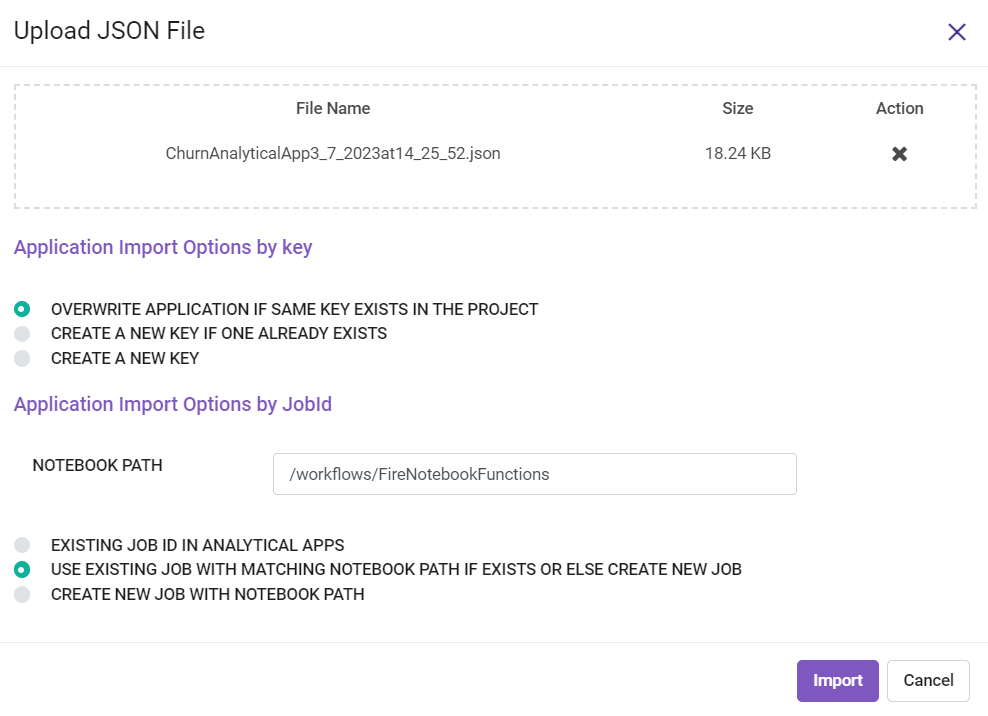 Upload JSON File
File Name Size Action
ChurnAnalyticalApp3_7_2023at14_25_52.json 18.24 KB
Application Import Options by key
OVERWRITE APPLICATION IF SAME KEY EXISTS IN THE PROJECT
CREATE A NEW KEY IF ONE ALREADY EXISTS
CREATE A NEW KEY
Application Import Options by JobId
NOTEBOOK PATH /workflows/FireNotebookFunctions
EXISTING JOB ID IN ANALYTICAL APPS
USE EXISTING JOB WITH MATCHING NOTEBOOK PATH IF EXISTS OR ELSE CREATE NEW JOB
CREATE NEW JOB WITH NOTEBOOK PATH
Import Cancel